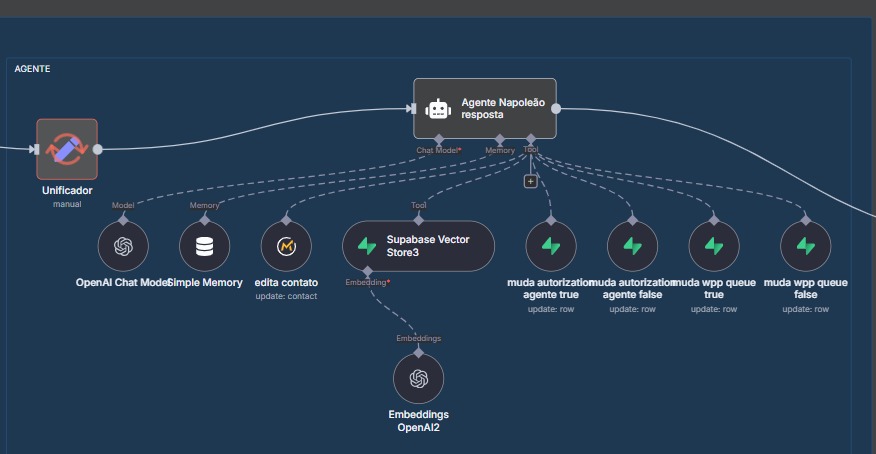 AGENTE
Agente Napoleão
resposta
Chat Model*
Memory
Tool
+
Unificador
manual
Model
Memory
Tool
Supabase Vector
Store3
OpenAI Chat Model
Simple Memory
edita contato
update: contact
Embedding*
muda autorization
agente true
update: row
muda autorization
agente false
update: row
muda wpp queue
true
update: row
muda wpp queue
false
update: row
Embeddings
Embeddings
OpenAI2